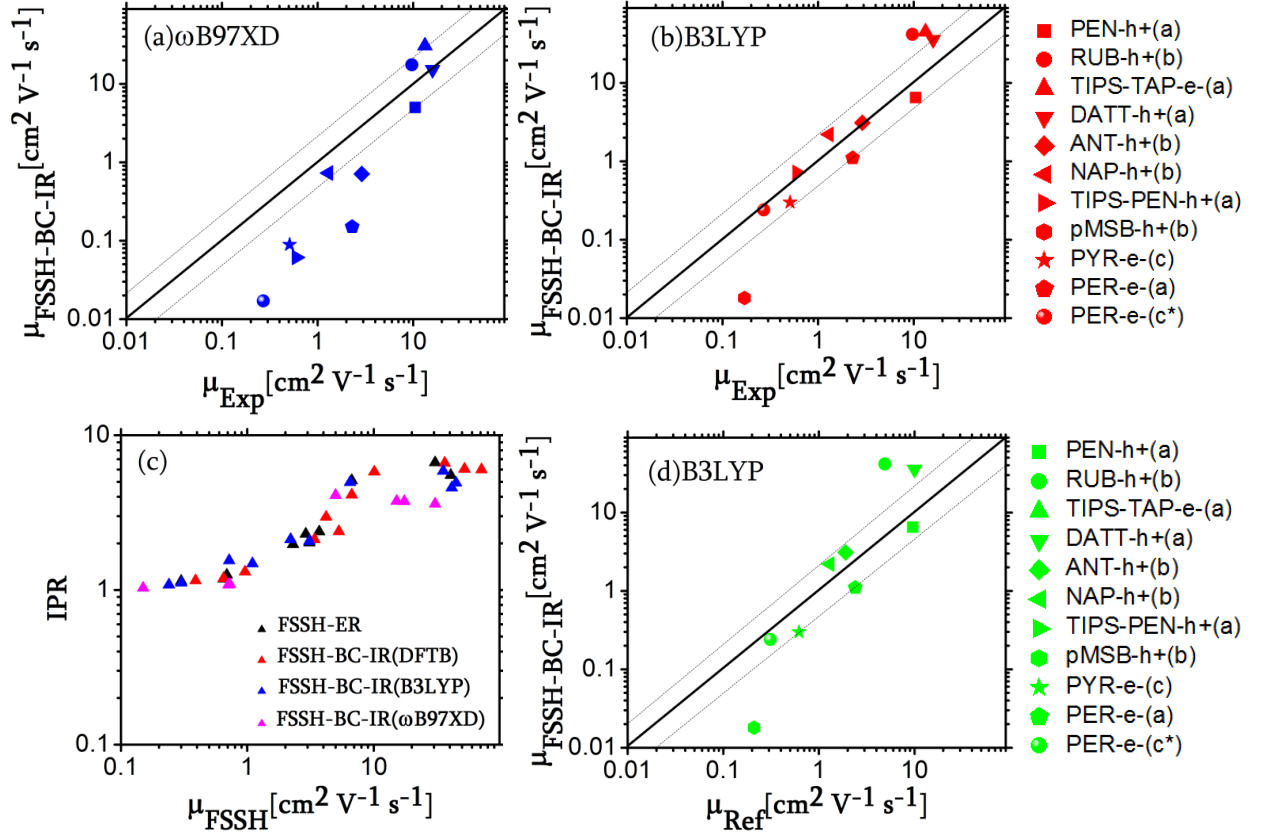 (a)ωB97XD
μFSSH-BC-IR[cm2 V-1 s-1]
10
1
0.1
0.01
0.01 0.1 1 10
μExp[cm2 V-1 s-1]
(b)B3LYP
μFSSH-BC-IR[cm2 V-1 s-1]
10
1
0.1
0.01
0.01 0.1 1 10
μExp[cm2 V-1 s-1]
PEN-h+(a)
RUB-h+(b)
TIPS-TAP-e-(a)
DATT-h+(a)
ANT-h+(b)
NAP-h+(b)
TIPS-PEN-h+(a)
pMSB-h+(b)
PYR-e-(c)
PER-e-(a)
PER-e-(c*)
(c)
IPR
10
1
0.1
0.1 1 10
μFSSH[cm2 V-1 s-1]
FSSH-ER
FSSH-BC-IR(DFTB)
FSSH-BC-IR(B3LYP)
FSSH-BC-IR(ωB97XD)
(d)B3LYP
μFSSH-BC-IR[cm2 V-1 s-1]
10
1
0.1
0.01
0.01 0.1 1 10
μRef[cm2 V-1 s-1]
PEN-h+(a)
RUB-h+(b)
TIPS-TAP-e-(a)
DATT-h+(a)
ANT-h+(b)
NAP-h+(b)
TIPS-PEN-h+(a)
pMSB-h+(b)
PYR-e-(c)
PER-e-(a)
PER-e-(c*)